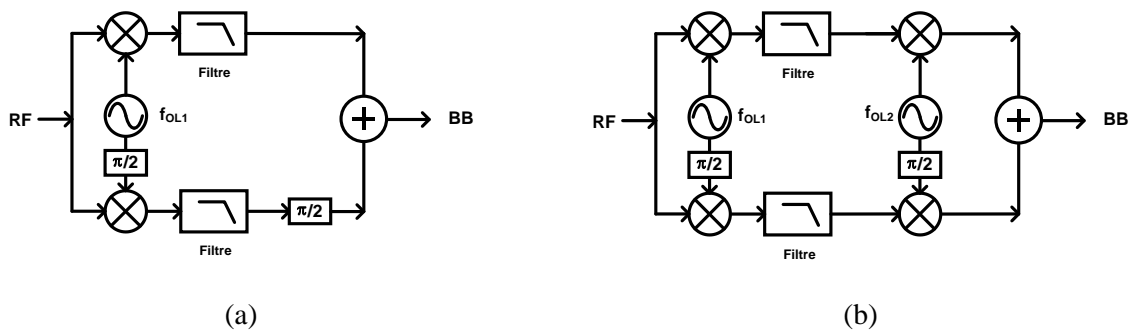 Filtre
RF
f_OL1
π/2
BB
π/2
Filtre
(a)
Filtre
RF
f_OL1
f_OL2
π/2
π/2
BB
Filtre
(b)